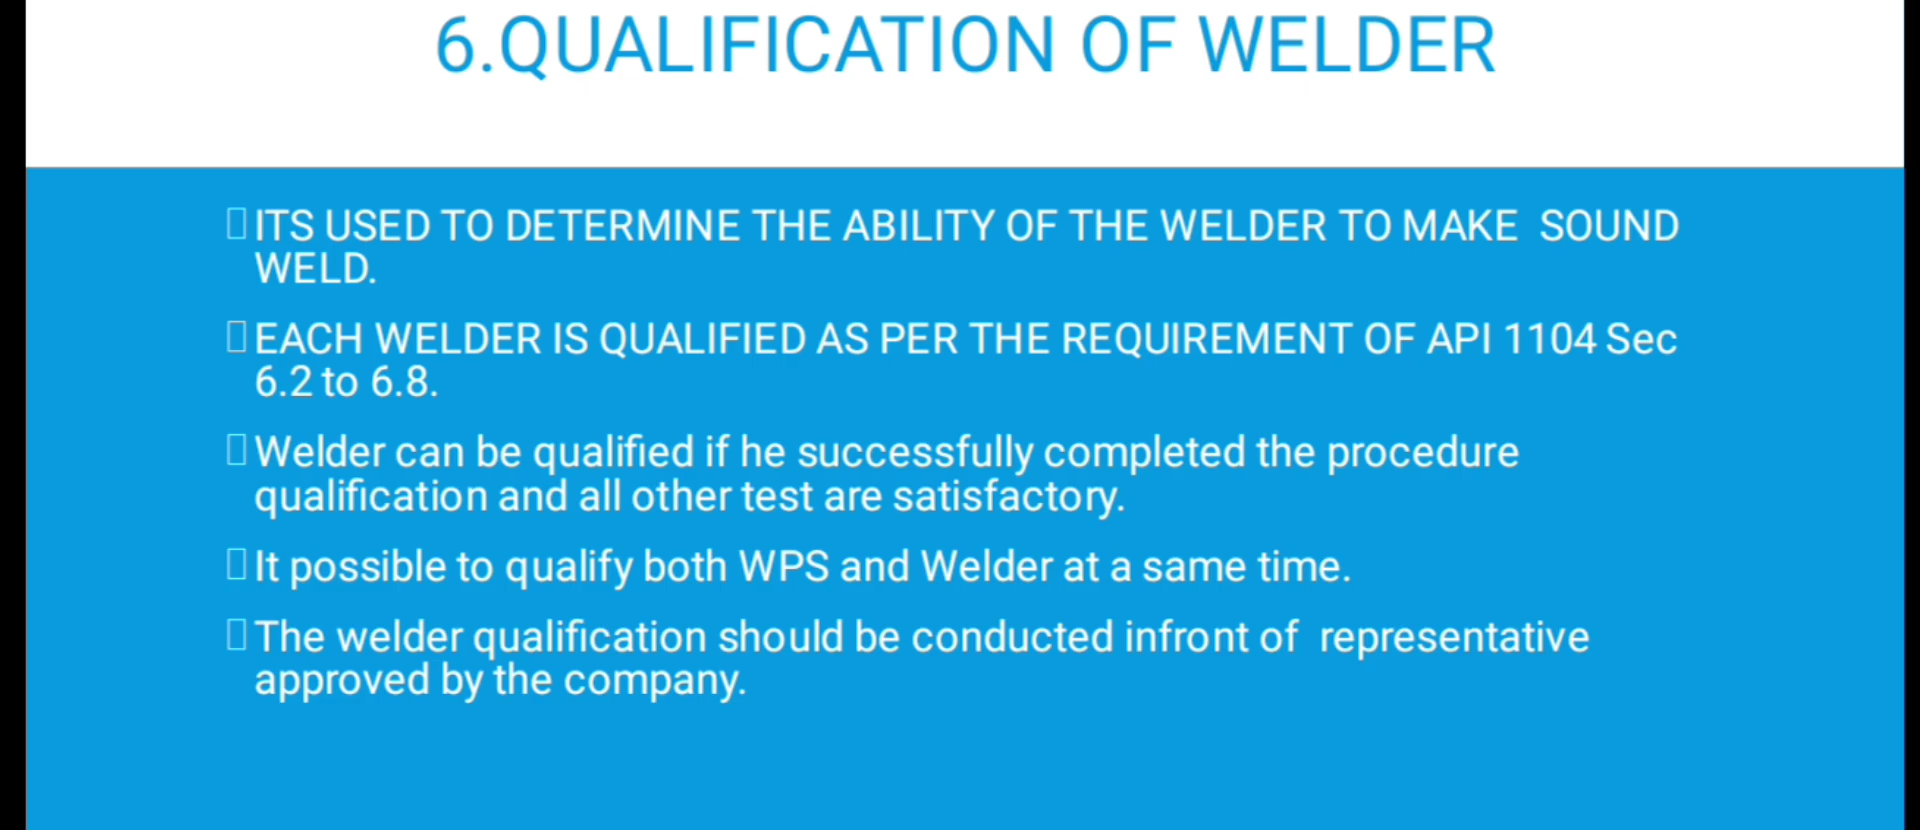 6.QUALIFICATION OF WELDER
ITS USED TO DETERMINE THE ABILITY OF THE WELDER TO MAKE  SOUND
WELD.
EACH WELDER IS QUALIFIED AS PER THE REQUIREMENT OF API 1104 Sec
6.2 to 6.8.
Welder can be qualified if he successfully completed the procedure
qualification and all other test are satisfactory.
It possible to qualify both WPS and Welder at a same time.
The welder qualification should be conducted infront of  representative
approved by the company.